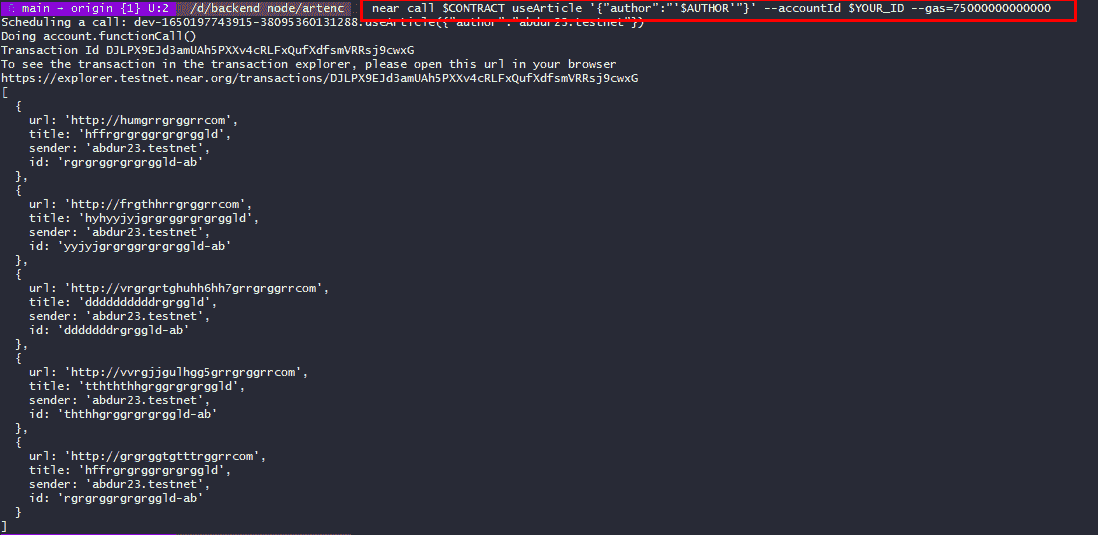 main → origin {1} U:2 /d/backend node/artenc near call $CONTRACT useArticle '{"author":"'$AUTHOR'"}' --accountId $YOUR_ID --gas=75000000000000
Scheduling a call: dev-1650197743915-38095360131288.useArticle({"author":"abdur23.testnet"})
Doing account.functionCall()
Transaction Id DJLPX9EJd3amUAh5PXXv4cRLFxQufXdfsmVRRsj9cwxG
To see the transaction in the transaction explorer, please open this url in your browser
https://explorer.testnet.near.org/transactions/DJLPX9EJd3amUAh5PXXv4cRLFxQufXdfsmVRRsj9cwxG
[
  {
    url: 'http://humgrrgrggrrcom',
    title: 'hffrgrgrggrgrgrggld',
    sender: 'abdur23.testnet',
    id: 'rgrgrggrgrgrggld-ab'
  },
  {
    url: 'http://frgthhrrgrggrrcom',
    title: 'hyhyyjyjgrgrggrgrgrggld',
    sender: 'abdur23.testnet',
    id: 'yyjyjgrgrggrgrgrggld-ab'
  },
  {
    url: 'http://vrgrgrtghuhh6hh7grrgrggrrcom',
    title: 'ddddddddddrgrggld',
    sender: 'abdur23.testnet',
    id: 'dddddddrgrggld-ab'
  },
  {
    url: 'http://vvrgjjgulhgg5grrgrggrrcom',
    title: 'tthththhgrggrgrgrggld',
    sender: 'abdur23.testnet',
    id: 'ththhgrggrgrgrggld-ab'
  },
  {
    url: 'http://grgrggtgtttrggrrcom',
    title: 'hffrgrgrggrgrgrggld',
    sender: 'abdur23.testnet',
    id: 'rgrgrggrgrgrggld-ab'
  }
]